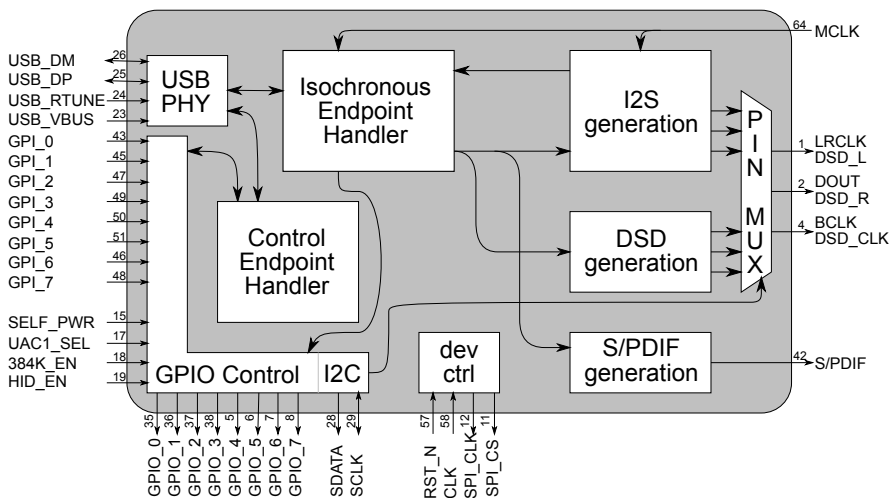 64 MCLK
USB_DM 26
USB_DP 25
USB_RTUNE 24
USB_VBUS 23
GPI_0 43
GPI_1 45
GPI_2 47
GPI_3 49
GPI_4 50
GPI_5 51
GPI_6 46
GPI_7 48
SELF_PWR 15
UAC1_SEL 17
384K_EN 18
HID_EN 19
USB
PHY
Isochronous
Endpoint
Handler
I2S
generation
PIN MUX
1 LRCLK
DSD_L
2 DOUT
DSD_R
4 BCLK
DSD_CLK
Control
Endpoint
Handler
DSD
generation
GPIO Control
I2C
dev
ctrl
S/PDIF
generation
42 S/PDIF
35 GPIO_0
36 GPIO_1
37 GPIO_2
38 GPIO_3
5 GPIO_4
6 GPIO_5
7 GPIO_6
8 GPIO_7
28 SDATA
29 SCLK
57 RST_N
58 CLK
12 SPI_CLK
11 SPI_CS